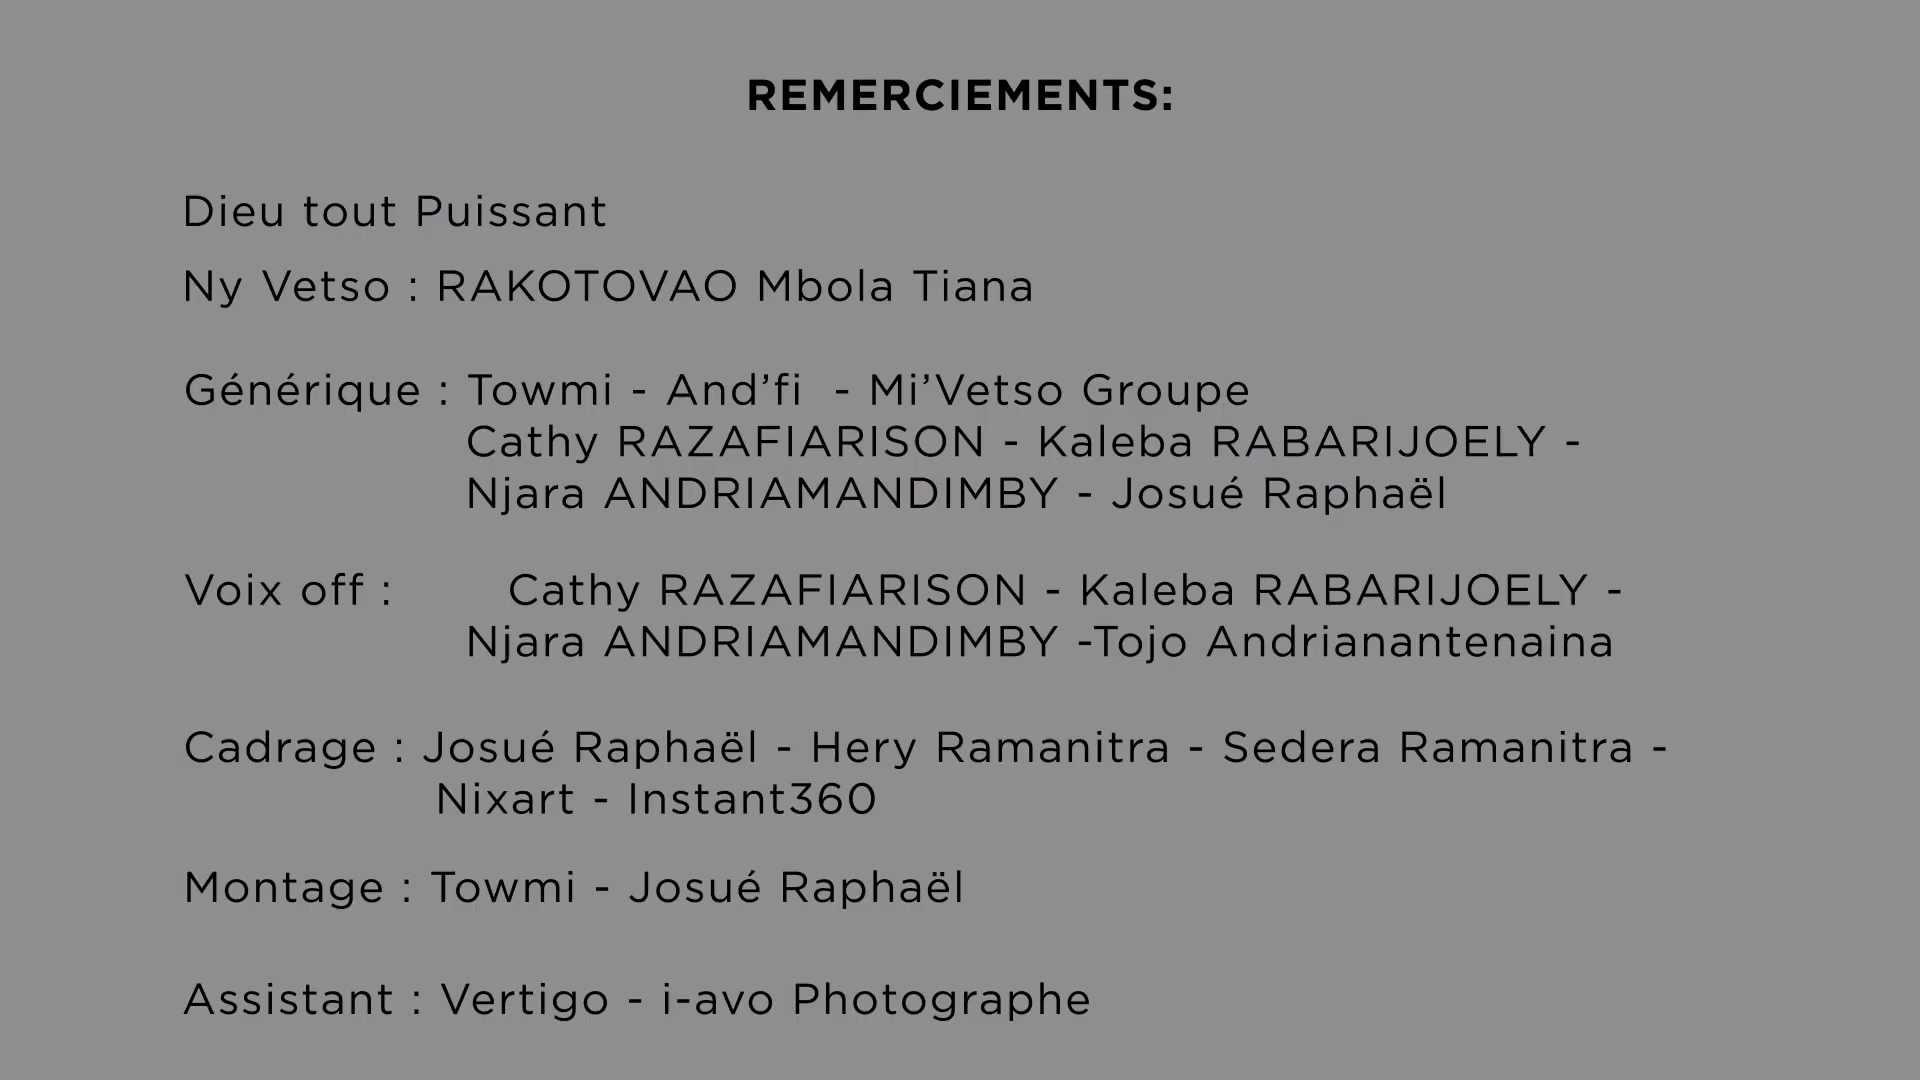 REMERCIEMENTS:
Dieu tout Puissant
Ny Vetso : RAKOTOVAO Mbola Tiana
Générique : Towmi - And’fi - Mi’Vetso Groupe
Cathy RAZAFIARISON - Kaleba RABARIJOELY -
Njara ANDRIAMANDIMBY - Josué Raphaël
Voix off : Cathy RAZAFIARISON - Kaleba RABARIJOELY -
Njara ANDRIAMANDIMBY -Tojo Andrianantenaina
Cadrage : Josué Raphaël - Hery Ramanitra - Sedera Ramanitra -
Nixart - Instant360
Montage : Towmi - Josué Raphaël
Assistant : Vertigo - i-avo Photographe